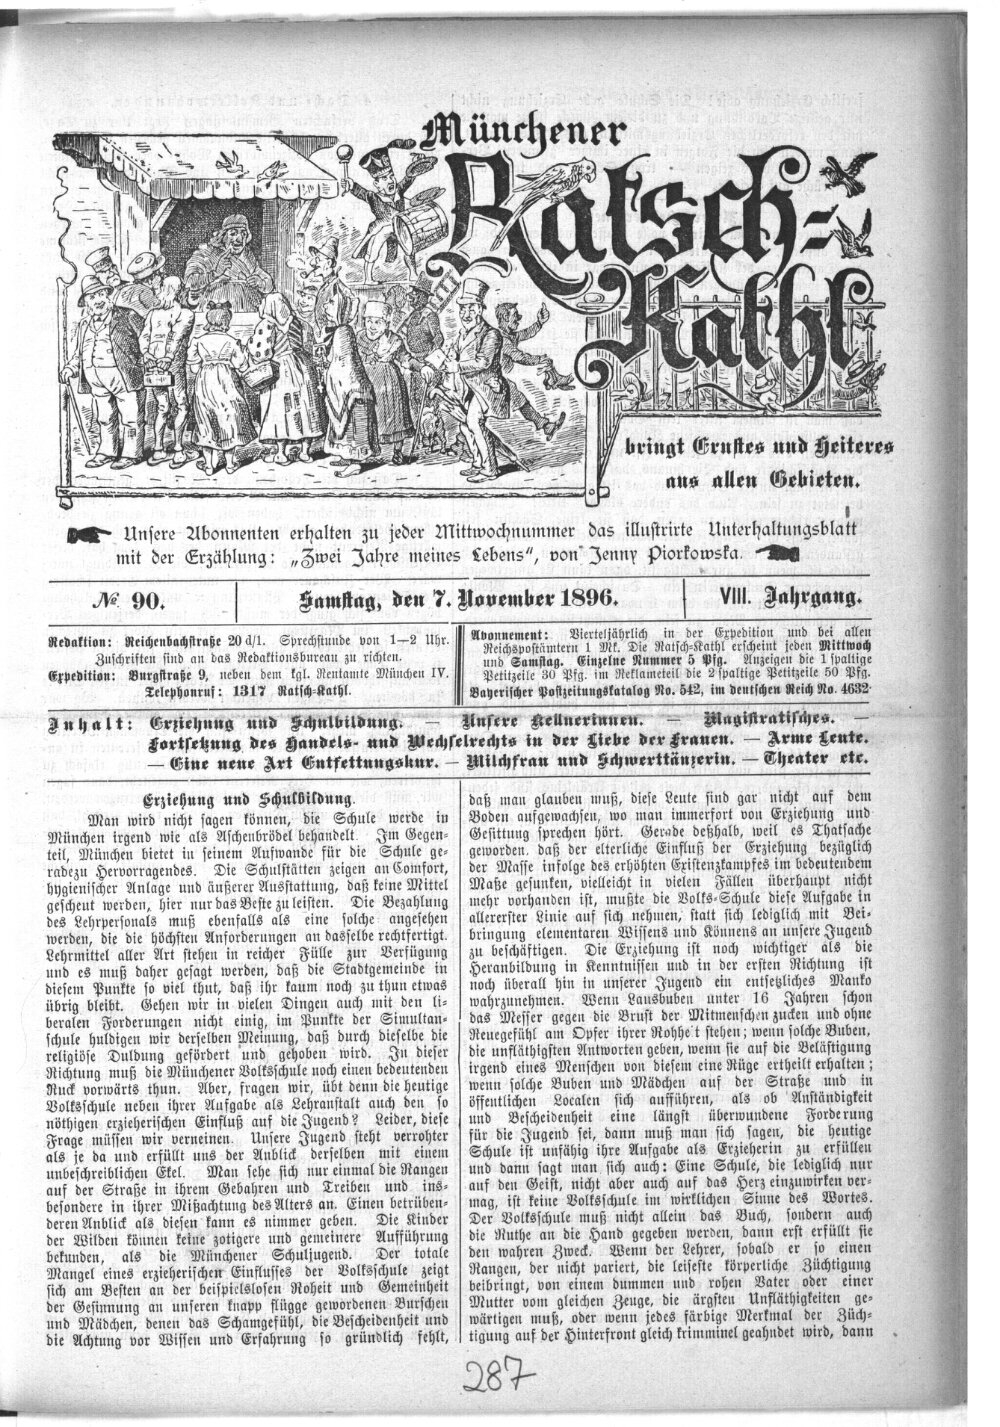 Münchener
Ratsch-
Kathl
bringt Ernstes und Heiteres
aus allen Gebieten.
Unsere Abonnenten erhalten zu jeder Mittwochnummer das illustrirte Unterhaltungsblatt
mit der Erzählung: „Zwei Jahre meines Lebens“, von Jenny Piorkowska.
№ 90.
Samstag, den 7. November 1896.
VIII. Jahrgang.
Redaktion: Reichenbachstraße 20 d/1. Sprechstunde von 1—2 Uhr.
Zuschriften sind an das Redaktionsbureau zu richten.
Expedition: Burgstraße 9, neben dem kgl. Rentamte München IV.
Telephonruf: 1317 Ratsch-Kathl.
Abonnement: Vierteljährlich in der Expedition und bei allen
Reichspostämtern 1 Mk. Die Ratsch-Kathl erscheint jeden Mittwoch
und Samstag. Einzelne Nummer 5 Pfg. Anzeigen die 1spaltige
Petitzeile 30 Pfg. im Reklameteil die 2spaltige Petitzeile 50 Pfg.
Bayerischer Postzeitungskatalog No. 542, im deutschen Reich No. 4632
Inhalt: Erziehung und Schulbildung. — Unsere Kellnerinnen. — Magistratisches. —
Fortsetzung des Handels- und Wechselrechts in der Liebe der Frauen. — Arme Leute.
— Eine neue Art Entfettungskur. — Milchfrau und Schwerttänzerin. — Theater etc.
Erziehung und Schulbildung.
Man wird nicht sagen können, die Schule werde in
München irgend wie als Aschenbrödel behandelt. Im Gegen-
teil, München bietet in seinem Aufwande für die Schule ge-
radezu Hervorragendes. Die Schulstätten zeigen an Comfort,
hygienischer Anlage und äußerer Ausstattung, daß keine Mittel
gescheut werden, hier nur das Beste zu leisten. Die Bezahlung
des Lehrpersonals muß ebenfalls als eine solche angesehen
werden, die die höchsten Anforderungen an dasselbe rechtfertigt.
Lehrmittel aller Art stehen in reicher Fülle zur Verfügung
und es muß daher gesagt werden, daß die Stadtgemeinde in
diesem Punkte so viel thut, daß ihr kaum noch zu thun etwas
übrig bleibt. Gehen wir in vielen Dingen auch mit den li-
beralen Forderungen nicht einig, im Punkte der Simultan-
schule huldigen wir derselben Meinung, daß durch dieselbe die
religiöse Duldung gefördert und gehoben wird. In dieser
Richtung muß die Münchener Volksschule noch einen bedeutenden
Ruck vorwärts thun. Aber, fragen wir, übt denn die heutige
Volksschule neben ihrer Aufgabe als Lehranstalt auch den so
nöthigen erzieherischen Einfluß auf die Jugend? Leider, diese
Frage müssen wir verneinen. Unsere Jugend steht verrohter
als je da und erfüllt uns der Anblick derselben mit einem
unbeschreiblichen Ekel. Man sehe sich nur einmal die Rangen
auf der Straße in ihrem Gebahren und Treiben und ins-
besondere in ihrer Mißachtung des Alters an. Einen betrüben-
deren Anblick als diesen kann es nimmer geben. Die Kinder
der Wilden können keine zotigere und gemeinere Aufführung
bekunden, als die Münchener Schuljugend. Der totale
Mangel eines erzieherischen Einflusses der Volksschule zeigt
sich am Besten an der beispielslosen Roheit und Gemeinheit
der Gesinnung an unseren knapp flügge gewordenen Burschen
und Mädchen, denen das Schamgefühl, die Bescheidenheit und
die Achtung vor Wissen und Erfahrung so gründlich fehlt,
daß man glauben muß, diese Leute sind gar nicht auf dem
Boden aufgewachsen, wo man immerfort von Erziehung und
Gesittung sprechen hört. Gerade deßhalb, weil es Thatsache
geworden, daß der elterliche Einfluß der Erziehung bezüglich
der Masse infolge des erhöhten Existenzkampfes im bedeutendem
Maße gesunken, vielleicht in vielen Fällen überhaupt nicht
mehr vorhanden ist, mußte die Volks-Schule diese Aufgabe in
allererster Linie auf sich nehmen, statt sich lediglich mit Bei-
bringung elementaren Wissens und Könnens an unsere Jugend
zu beschäftigen. Die Erziehung ist noch wichtiger als die
Heranbildung in Kenntnissen und in der ersten Richtung ist
noch überall hin in unserer Jugend ein entsetzliches Manko
wahrzunehmen. Wenn Lausbuben unter 16 Jahren schon
das Messer gegen die Brust der Mitmenschen zucken und ohne
Reuegefühl am Opfer ihrer Rohheit stehen; wenn solche Buben,
die unfläthigsten Antworten geben, wenn sie auf die Belästigung
irgend eines Menschen von diesem eine Rüge ertheilt erhalten;
wenn solche Buben und Mädchen auf der Straße und in
öffentlichen Localen sich aufführen, als ob Anständigkeit
und Bescheidenheit eine längst überwundene Forderung
für die Jugend sei, dann muß man sich sagen, die heutige
Schule ist unfähig ihre Aufgabe als Erzieherin zu erfüllen
und dann sagt man sich auch: Eine Schule, die lediglich nur
auf den Geist, nicht aber auch auf das Herz einzuwirken ver-
mag, ist keine Volksschule im wirklichen Sinne des Wortes.
Der Volksschule muß nicht allein das Buch, sondern auch
die Ruthe an die Hand gegeben werden, dann erst erfüllt sie
den wahren Zweck. Wenn der Lehrer, sobald er so einen
Rangen, der nicht pariert, die leiseste körperliche Züchtigung
beibringt, von einem dummen und rohen Vater oder einer
Mutter vom gleichen Zeuge, die ärgsten Unfläthigkeiten ge-
wärtigen muß, oder wenn jedes färbige Merkmal der Züch-
tigung auf der Hinterfront gleich krimminel geahndet wird, dann
287